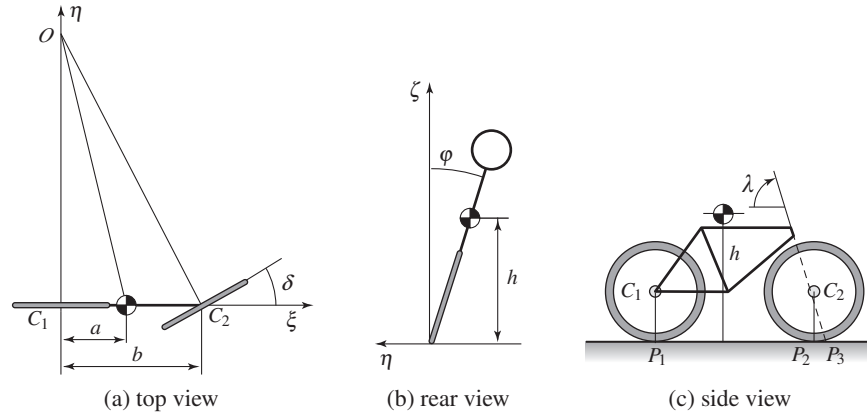 η
O
δ
C₁
C₂
ξ
a
b
(a) top view
ζ
φ
h
η
(b) rear view
λ
h
C₁
C₂
P₁
P₂
P₃
(c) side view